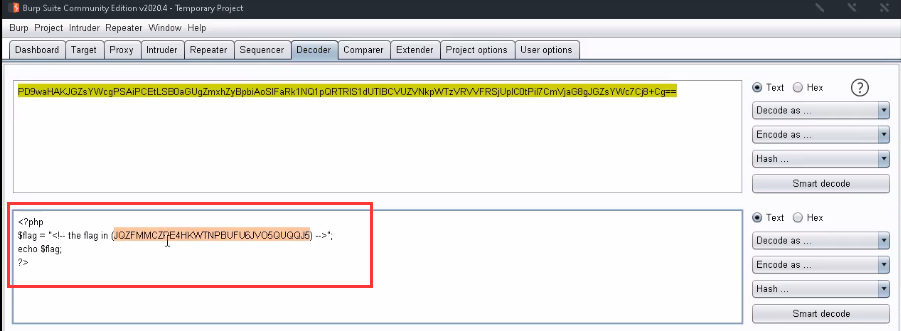 Burp Suite Community Edition v2020.4 - Temporary Project
Burp Project Intruder Repeater Window Help
Dashboard Target Proxy Intruder Repeater Sequencer Decoder Comparer Extender Project options User options
PD9waHAKJGZsYWcgPSAiPCEtLSB0aGUgZmxhZyBpbiAoSlFaRk1NQ1pQRTRIS1dUTlBCVUZVNkpWTzVRVVFRSjUpIC0tPiI7CmVjaG8gJGZsYWc7Cj8+Cg==
Text Hex ?
Decode as ...
Encode as ...
Hash ...
Smart decode
<?php
$flag = "<!-- the flag in (JQZFMMCZPE4HKWTNPBUFU6JVO5QUQQJ5) -->";
echo $flag;
?>
Text Hex
Decode as ...
Encode as ...
Hash ...
Smart decode